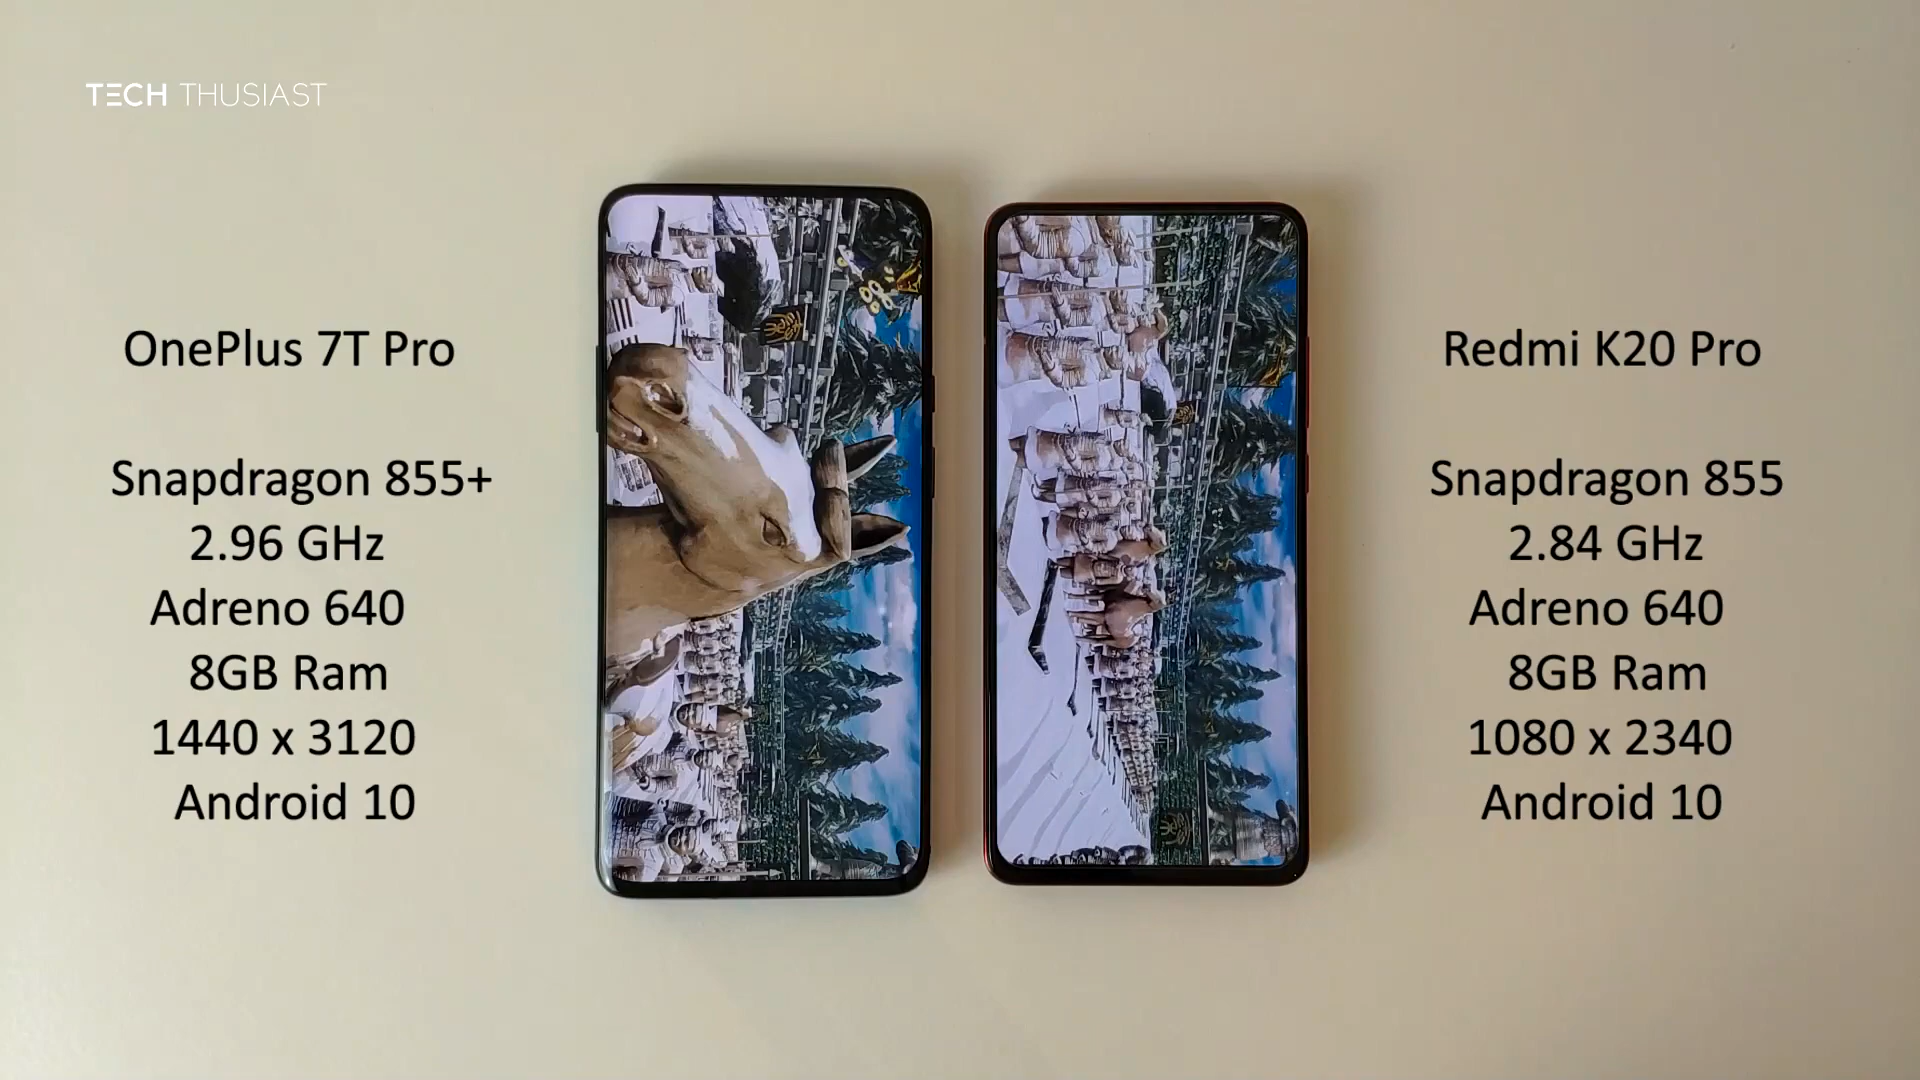 TECH THUSIAST
OnePlus 7T Pro
Snapdragon 855+
2.96 GHz
Adreno 640
8GB Ram
1440 x 3120
Android 10
Redmi K20 Pro
Snapdragon 855
2.84 GHz
Adreno 640
8GB Ram
1080 x 2340
Android 10